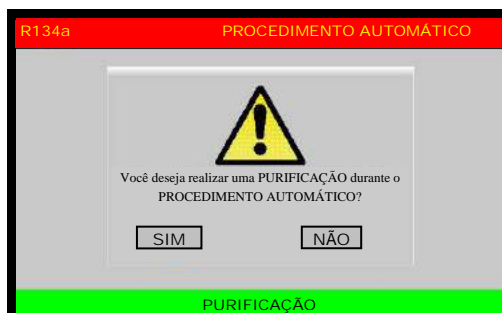 R134a PROCEDIMENTO AUTOMÁTICO
Você deseja realizar uma PURIFICAÇÃO durante o
PROCEDIMENTO AUTOMÁTICO?
SIM NÃO
PURIFICAÇÃO